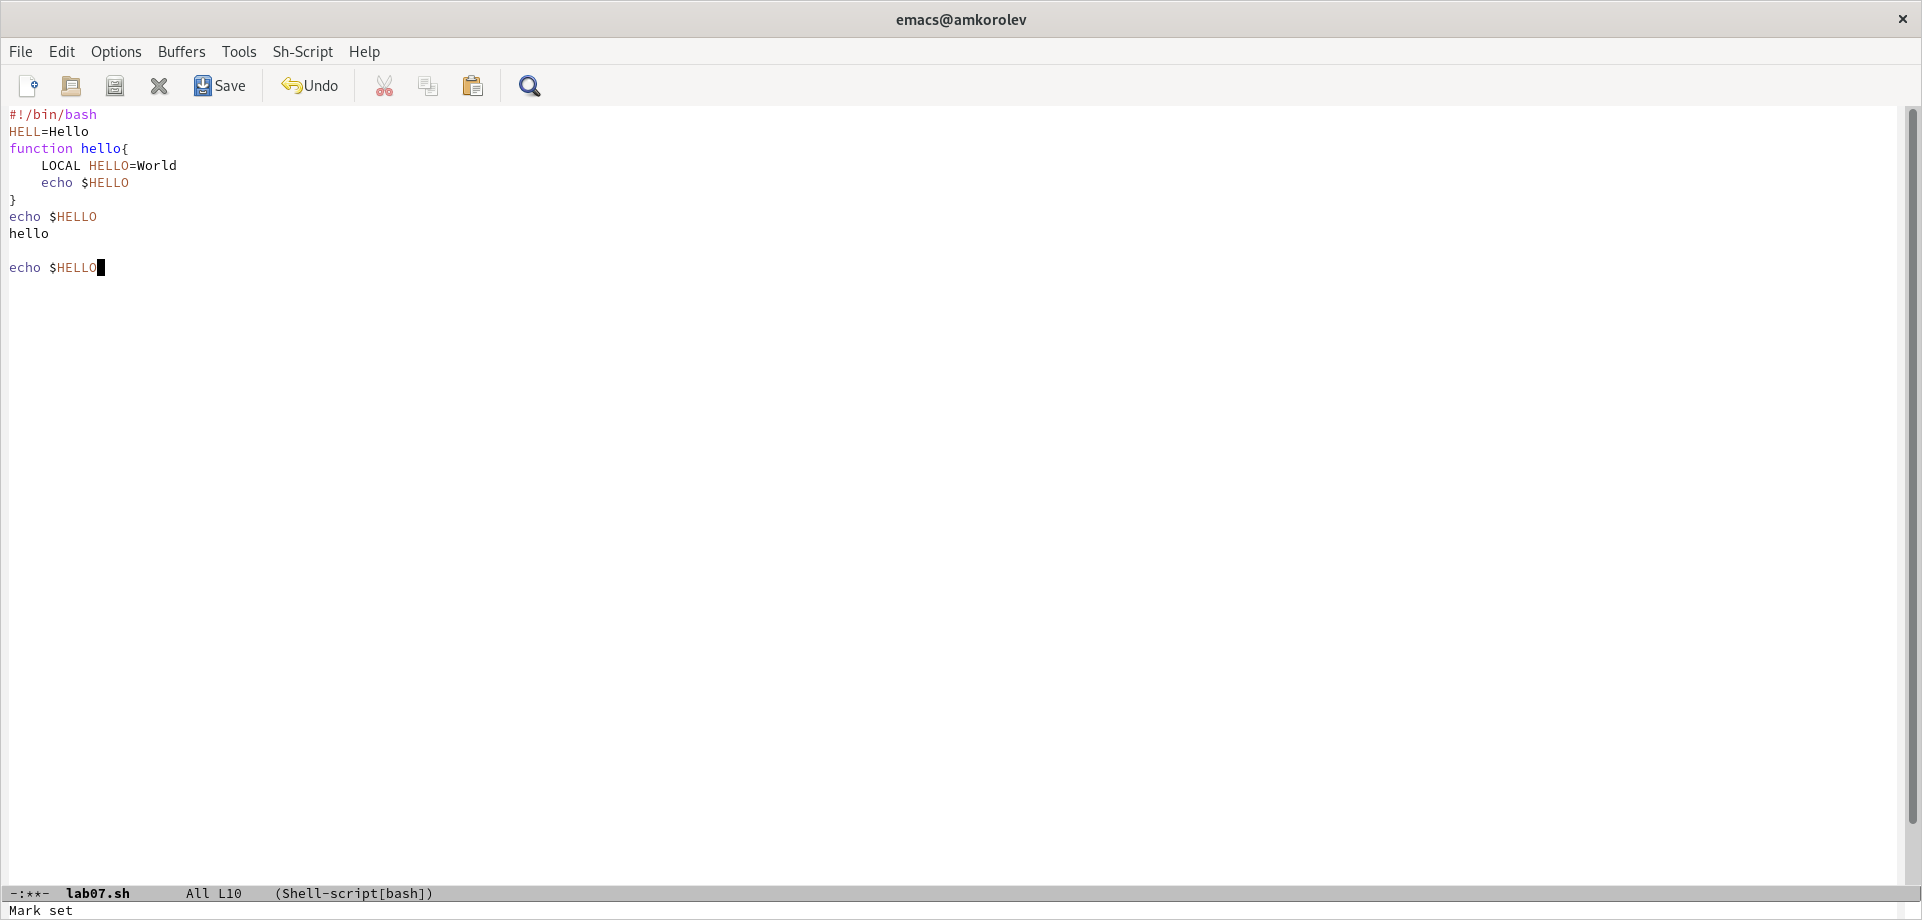 emacs@amkorolev ×
File Edit Options Buffers Tools Sh-Script Help
Save Undo
#!/bin/bash
HELL=Hello
function hello{
    LOCAL HELLO=World
    echo $HELLO
}
echo $HELLO
hello

echo $HELLO
-:**-  lab07.sh       All L10    (Shell-script[bash])
Mark set